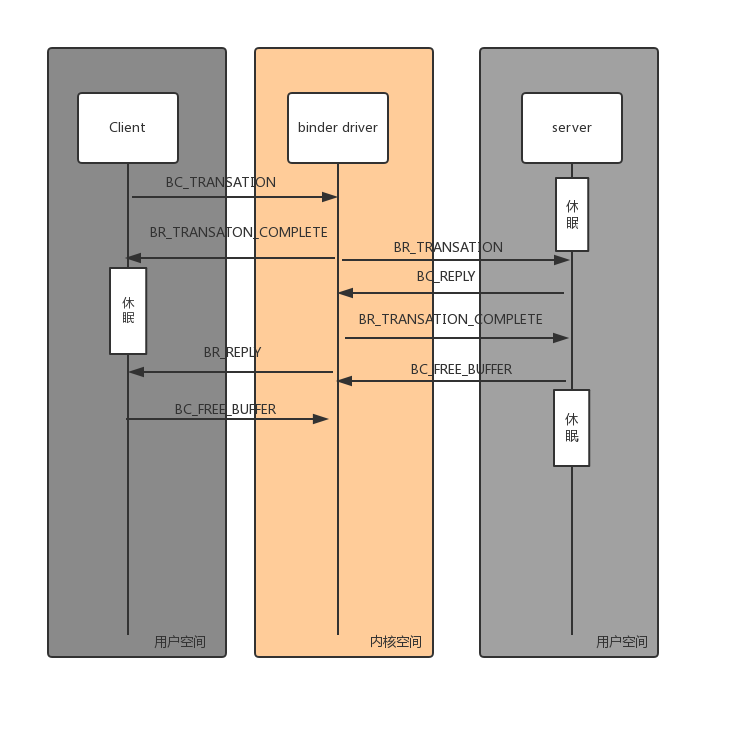 Client
binder driver
server
BC_TRANSATION
休
眠
BR_TRANSATON_COMPLETE
BR_TRANSATION
BC_REPLY
休
眠
BR_TRANSATION_COMPLETE
BR_REPLY
BC_FREE_BUFFER
BC_FREE_BUFFER
休
眠
用户空间
内核空间
用户空间